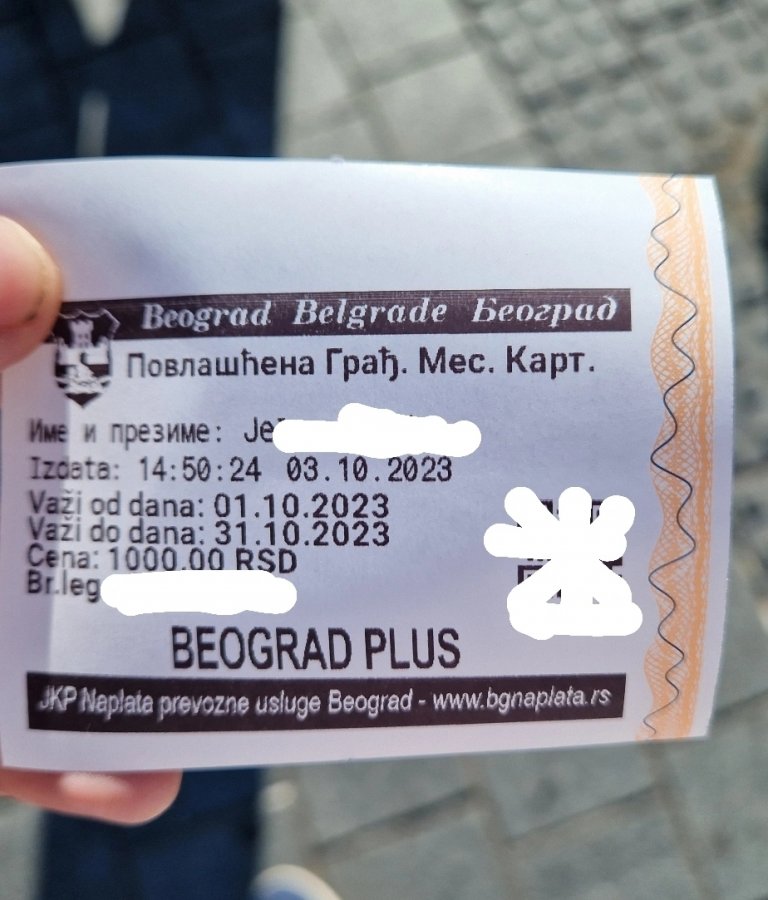 Beograd Belgrade Београд
Повлашћена Грађ. Мес. Карт.
Име и презиме:
Izdata: 14:50:24 03.10.2023
Važi od dana: 01.10.2023
Važi do dana: 31.10.2023
Cena: 1000.00 RSD
Br.leg
BEOGRAD PLUS
JKP Naplata prevozne usluge Beograd - www.bgnaplata.rs